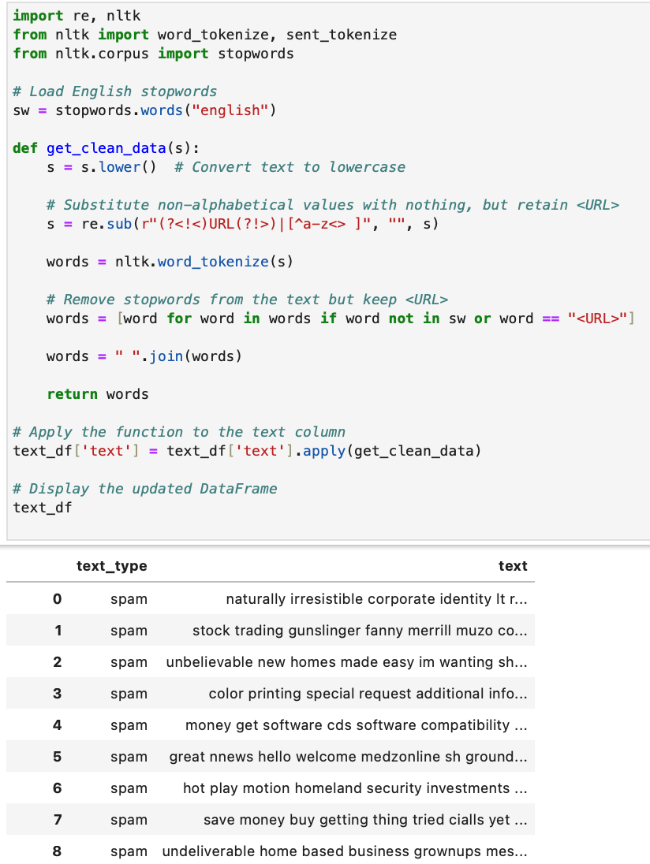 import re, nltk
from nltk import word_tokenize, sent_tokenize
from nltk.corpus import stopwords
# Load English stopwords
sw = stopwords.words("english")
def get_clean_data(s):
    s = s.lower()  # Convert text to lowercase
    # Substitute non-alphabetical values with nothing, but retain <URL>
    s = re.sub(r"(?<!<)URL(?!>)|[^a-z<> ]", "", s)
    words = nltk.word_tokenize(s)
    # Remove stopwords from the text but keep <URL>
    words = [word for word in words if word not in sw or word == "<URL>"]
    words = " ".join(words)
    return words
# Apply the function to the text column
text_df['text'] = text_df['text'].apply(get_clean_data)
# Display the updated DataFrame
text_df
text_type text
0 spam naturally irresistible corporate identity lt r...
1 spam stock trading gunslinger fanny merrill muzo co...
2 spam unbelievable new homes made easy im wanting sh...
3 spam color printing special request additional info...
4 spam money get software cds software compatibility ...
5 spam great nnews hello welcome medzonline sh ground...
6 spam hot play motion homeland security investments ...
7 spam save money buy getting thing tried cialls yet ...
8 spam undeliverable home based business grownups mes...